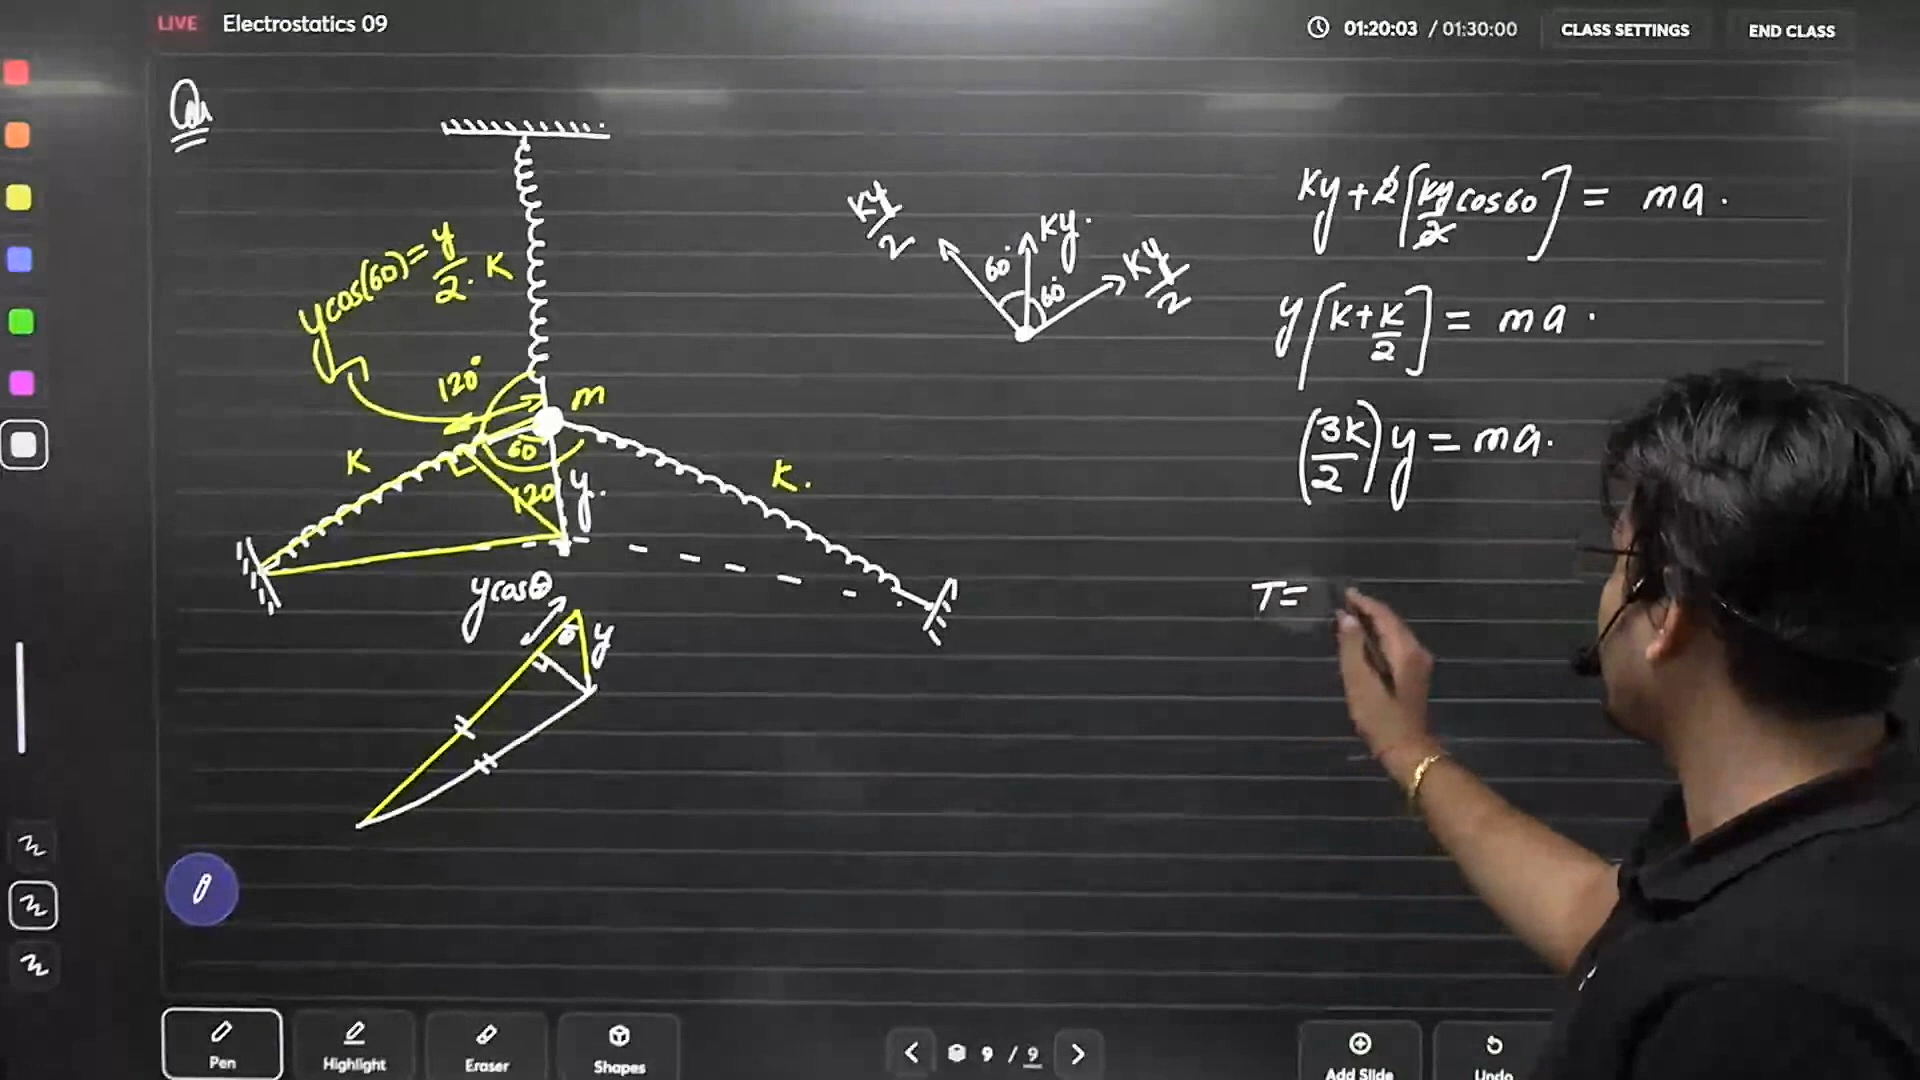 LIVE Electrostatics 09
01:20:03 / 01:30:00 CLASS SETTINGS END CLASS
Qu
ycos(60) = y/2 . K
120°
m
K
60
120
y.
K.
ycosθ
θ
y
Ky/2
Ky.
Ky/2
60°
60°
Ky + 2[Ky/2 cos60] = ma.
y[K + K/2] = ma.
(3K/2) y = ma.
T =
Pen Highlight Eraser Shapes
9 / 9
Add Slide Undo